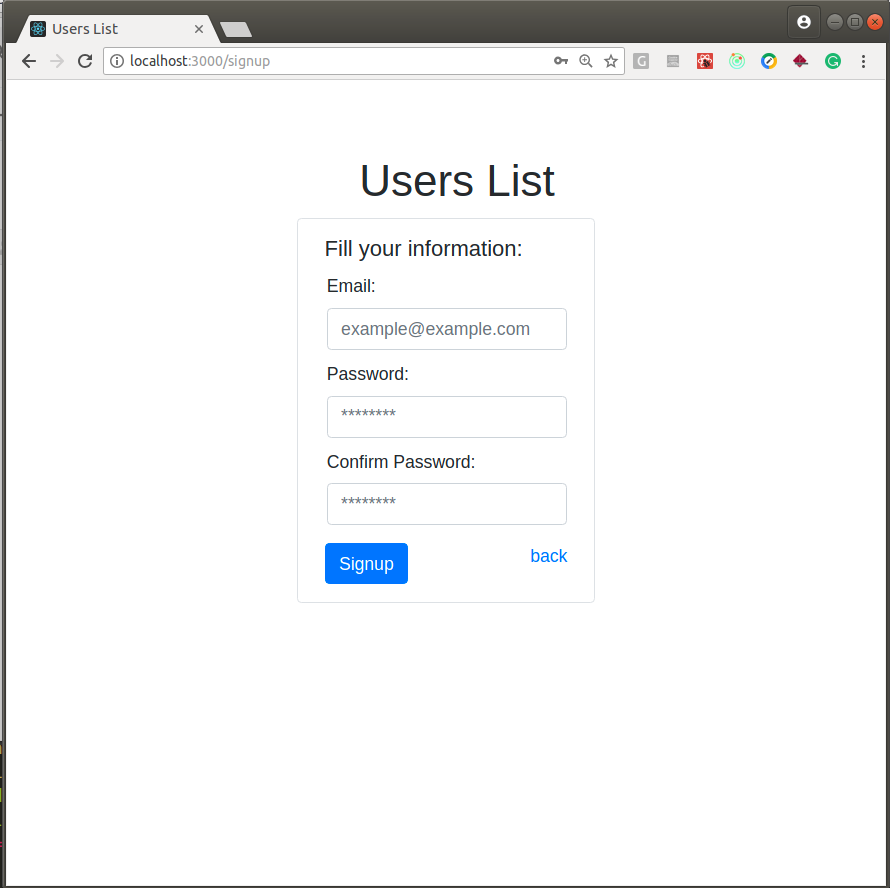 Users List
localhost:3000/signup
Users List
Fill your information:
Email:
example@example.com
Password:
********
Confirm Password:
********
Signup
back